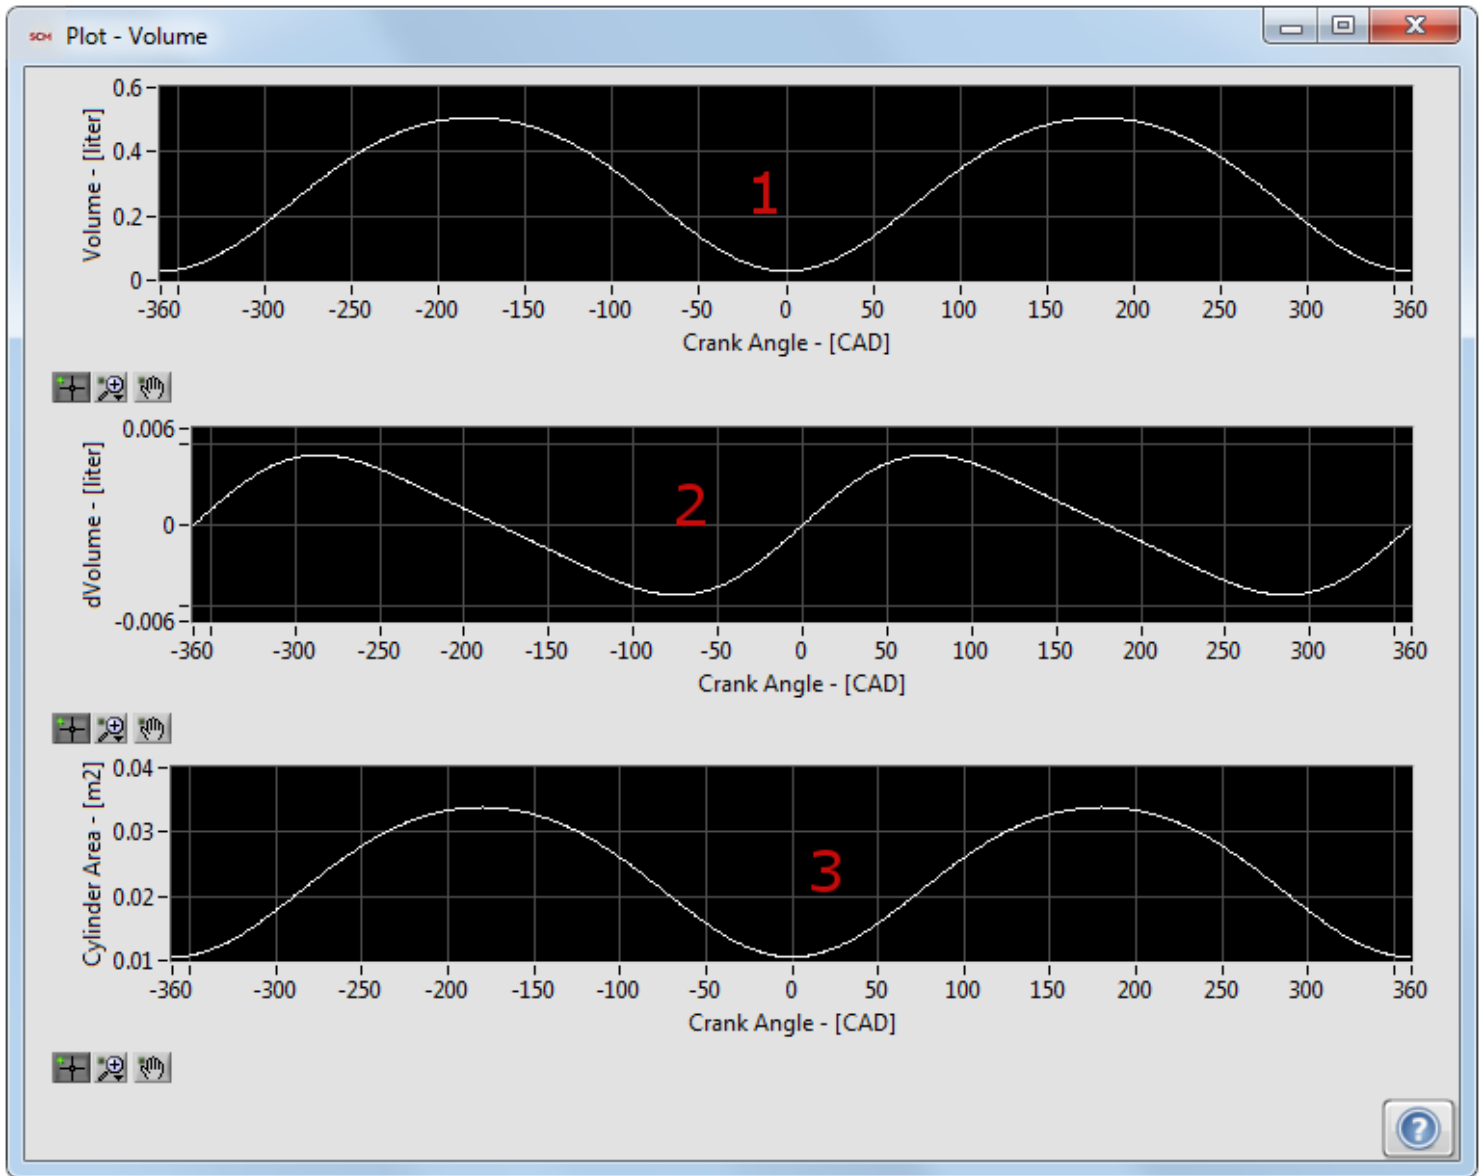 SCM Plot - Volume
Volume - [liter]
0.6
0.4
0.2
0
1
-360 -300 -250 -200 -150 -100 -50 0 50 100 150 200 250 300 360
Crank Angle - [CAD]
dVolume - [liter]
0.006
0
-0.006
2
-360 -300 -250 -200 -150 -100 -50 0 50 100 150 200 250 300 360
Crank Angle - [CAD]
Cylinder Area - [m2]
0.04
0.03
0.02
0.01
3
-360 -300 -250 -200 -150 -100 -50 0 50 100 150 200 250 300 360
Crank Angle - [CAD]
?